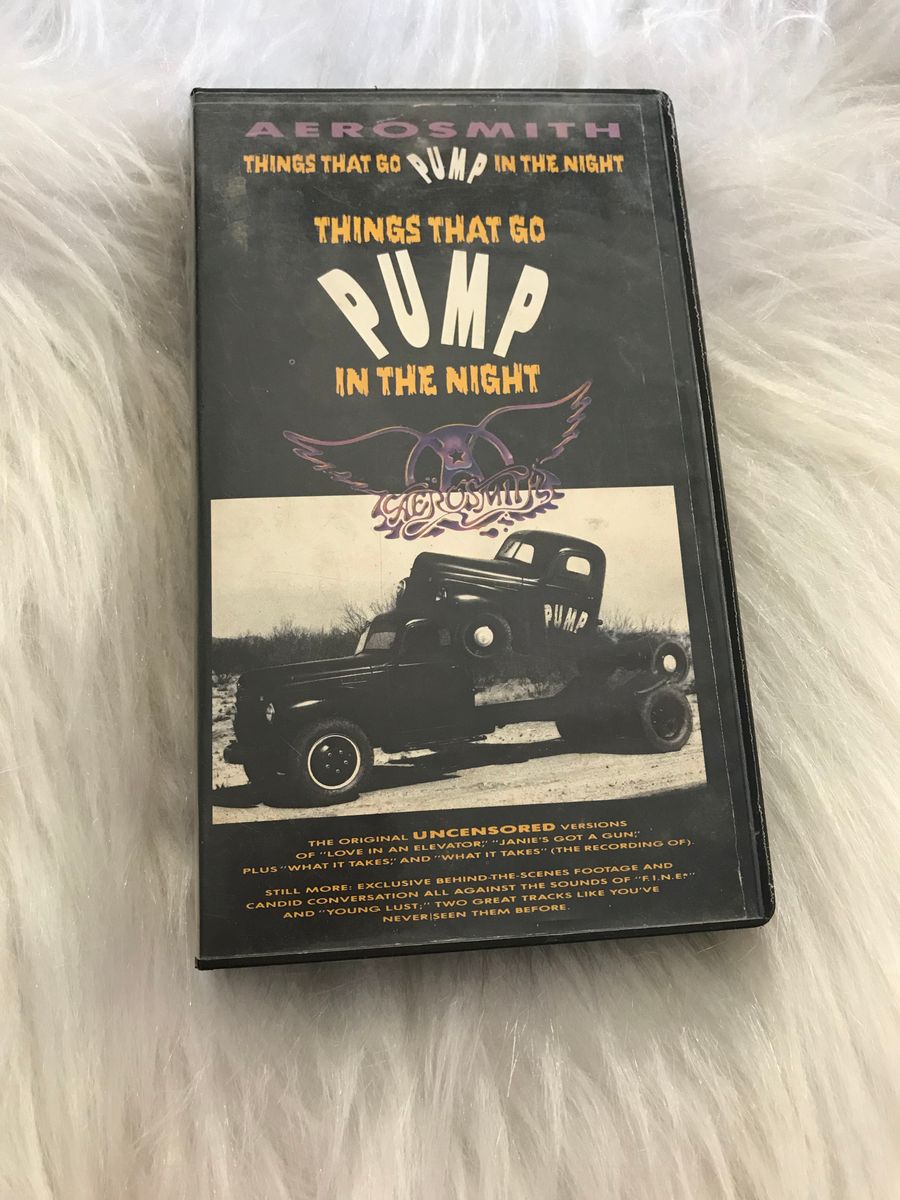 AEROSMITH
THINGS THAT GO PUMP IN THE NIGHT
THINGS THAT GO
PUMP
IN THE NIGHT
AEROSMITH
PUMP
THE ORIGINAL UNCENSORED VERSIONS
OF "LOVE IN AN ELEVATOR," "JANIE'S GOT A GUN,"
PLUS "WHAT IT TAKES," AND "WHAT IT TAKES" (THE RECORDING OF).
STILL MORE: EXCLUSIVE BEHIND-THE-SCENES FOOTAGE AND
CANDID CONVERSATION ALL AGAINST THE SOUNDS OF "F.I.N.E.*"
AND "YOUNG LUST," TWO GREAT TRACKS LIKE YOU'VE
NEVER SEEN THEM BEFORE.